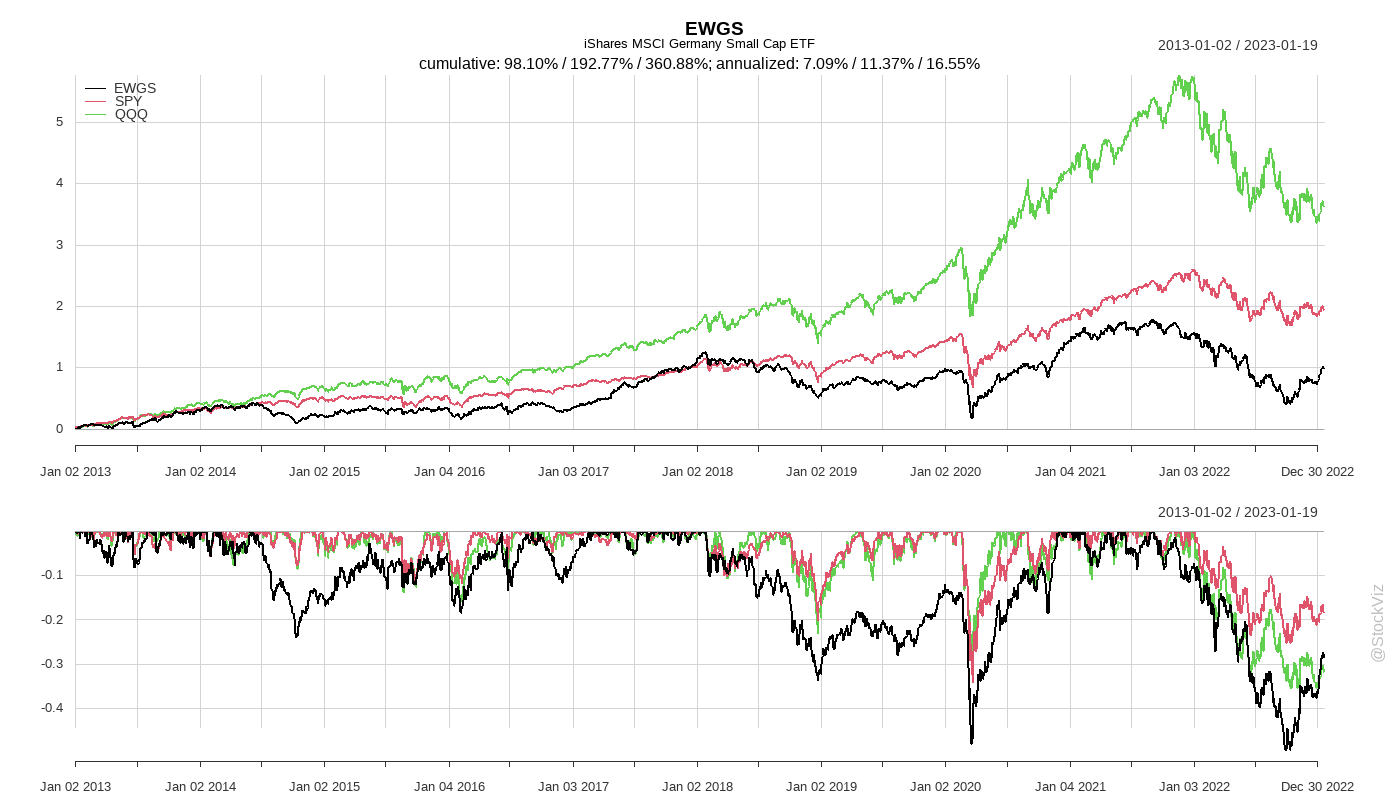 EWGS
iShares MSCI Germany Small Cap ETF
2013-01-02 / 2023-01-19
cumulative: 98.10% / 192.77% / 360.88%; annualized: 7.09% / 11.37% / 16.55%
EWGS
SPY
QQQ
5
4
3
2
1
0
Jan 02 2013 Jan 02 2014 Jan 02 2015 Jan 04 2016 Jan 03 2017 Jan 02 2018 Jan 02 2019 Jan 02 2020 Jan 04 2021 Jan 03 2022 Dec 30 2022
2013-01-02 / 2023-01-19
-0.1
-0.2
-0.3
-0.4
Jan 02 2013 Jan 02 2014 Jan 02 2015 Jan 04 2016 Jan 03 2017 Jan 02 2018 Jan 02 2019 Jan 02 2020 Jan 04 2021 Jan 03 2022 Dec 30 2022
@StockViz